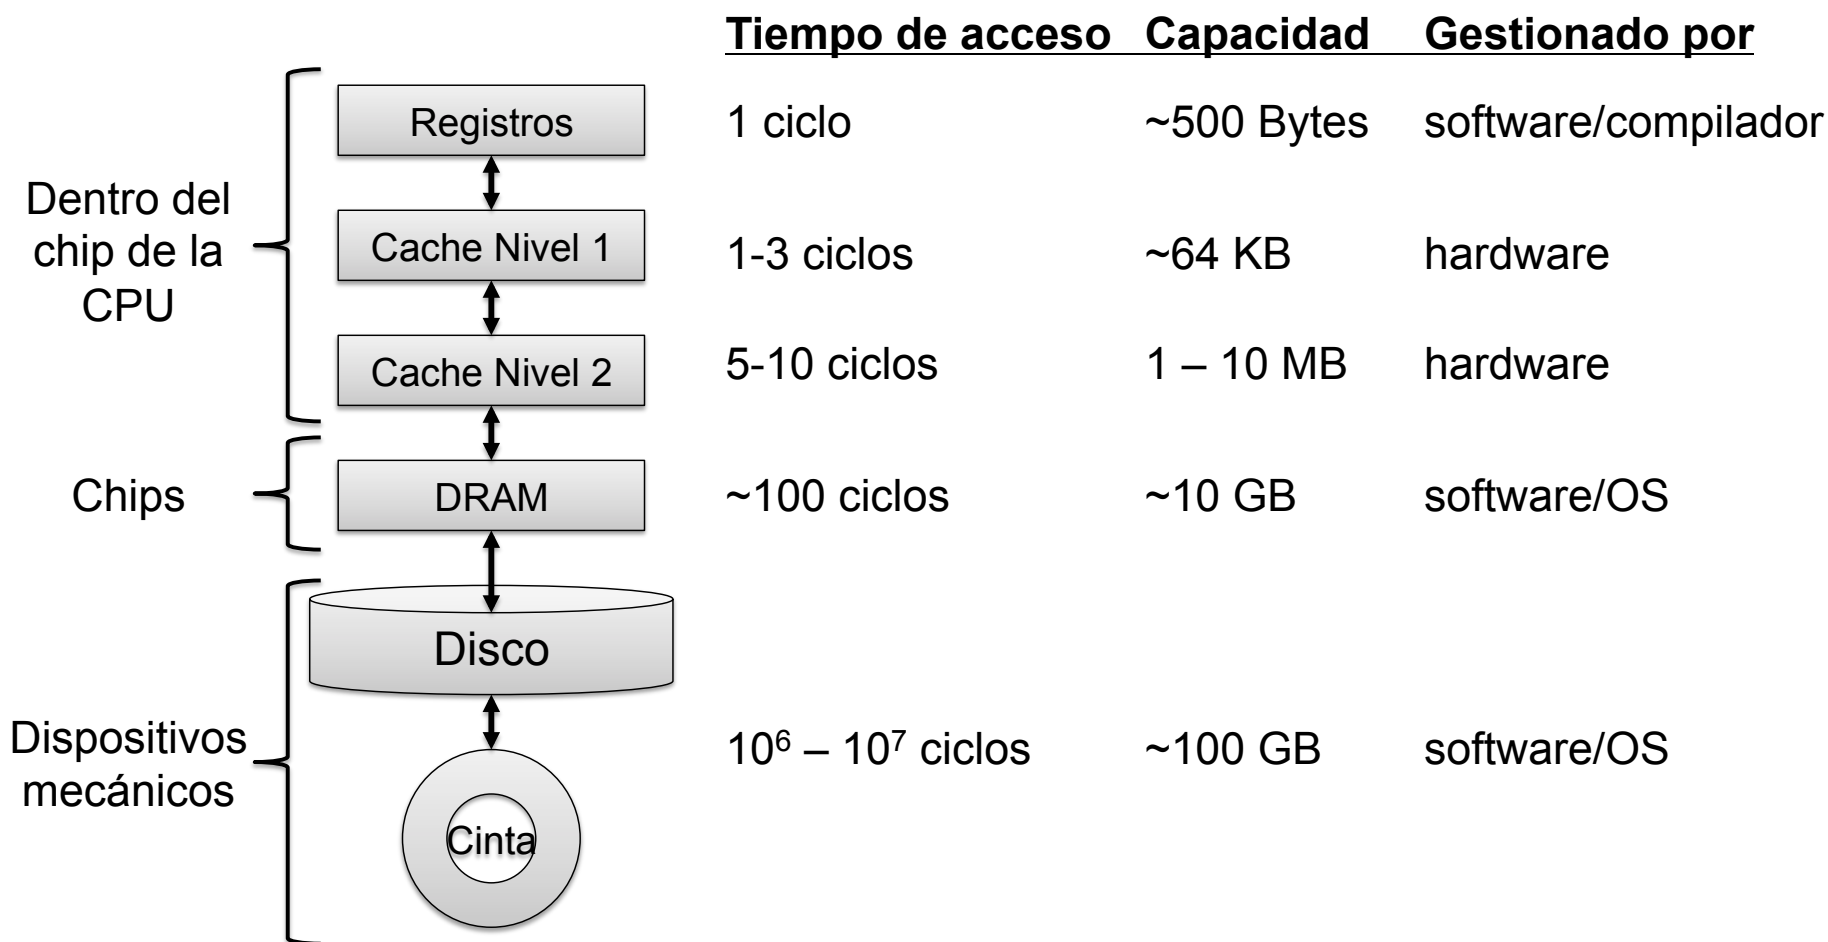 Tiempo de acceso Capacidad Gestionado por
Registros 1 ciclo ~500 Bytes software/compilador
Dentro del
chip de la
CPU
Cache Nivel 1 1-3 ciclos ~64 KB hardware
Cache Nivel 2 5-10 ciclos 1 – 10 MB hardware
Chips DRAM ~100 ciclos ~10 GB software/OS
Disco
Dispositivos
mecánicos
10⁶ – 10⁷ ciclos ~100 GB software/OS
Cinta